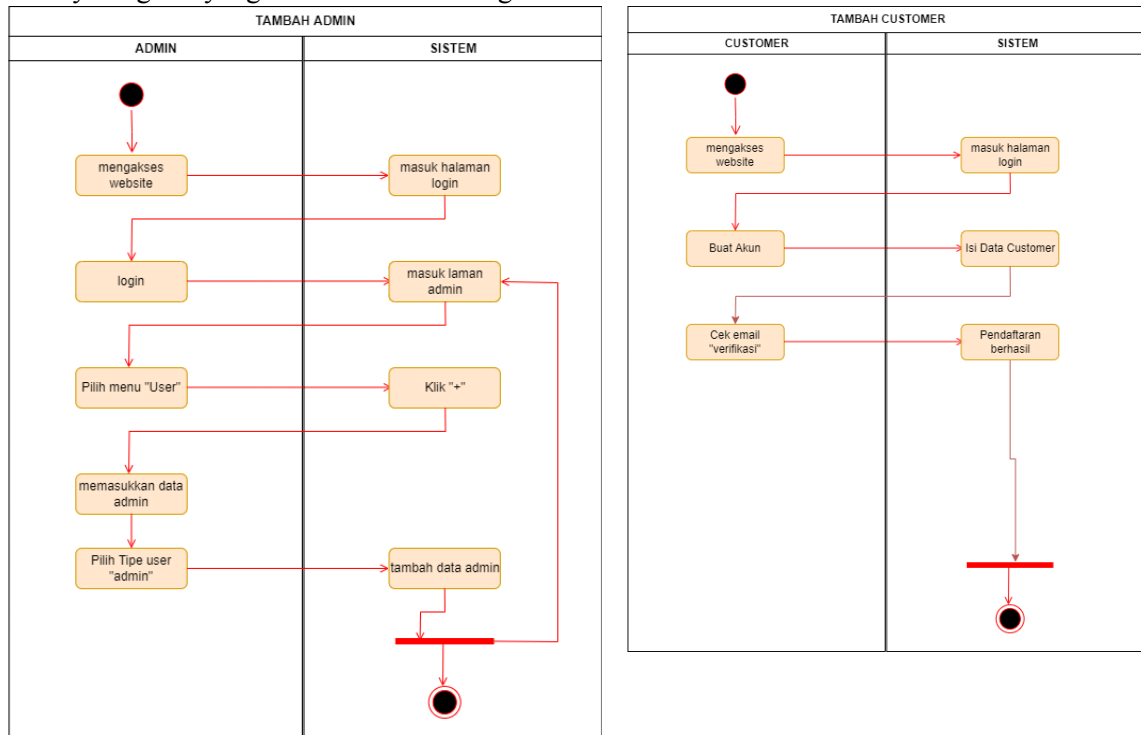 TAMBAH ADMIN
ADMIN
SISTEM
mengakses
website
masuk halaman
login
login
masuk laman
admin
Pilih menu "User"
Klik "+"
memasukkan data
admin
Pilih Tipe user
"admin"
tambah data admin
TAMBAH CUSTOMER
CUSTOMER
SISTEM
mengakses
website
masuk halaman
login
Buat Akun
Isi Data Customer
Cek email
"verifikasi"
Pendaftaran
berhasil